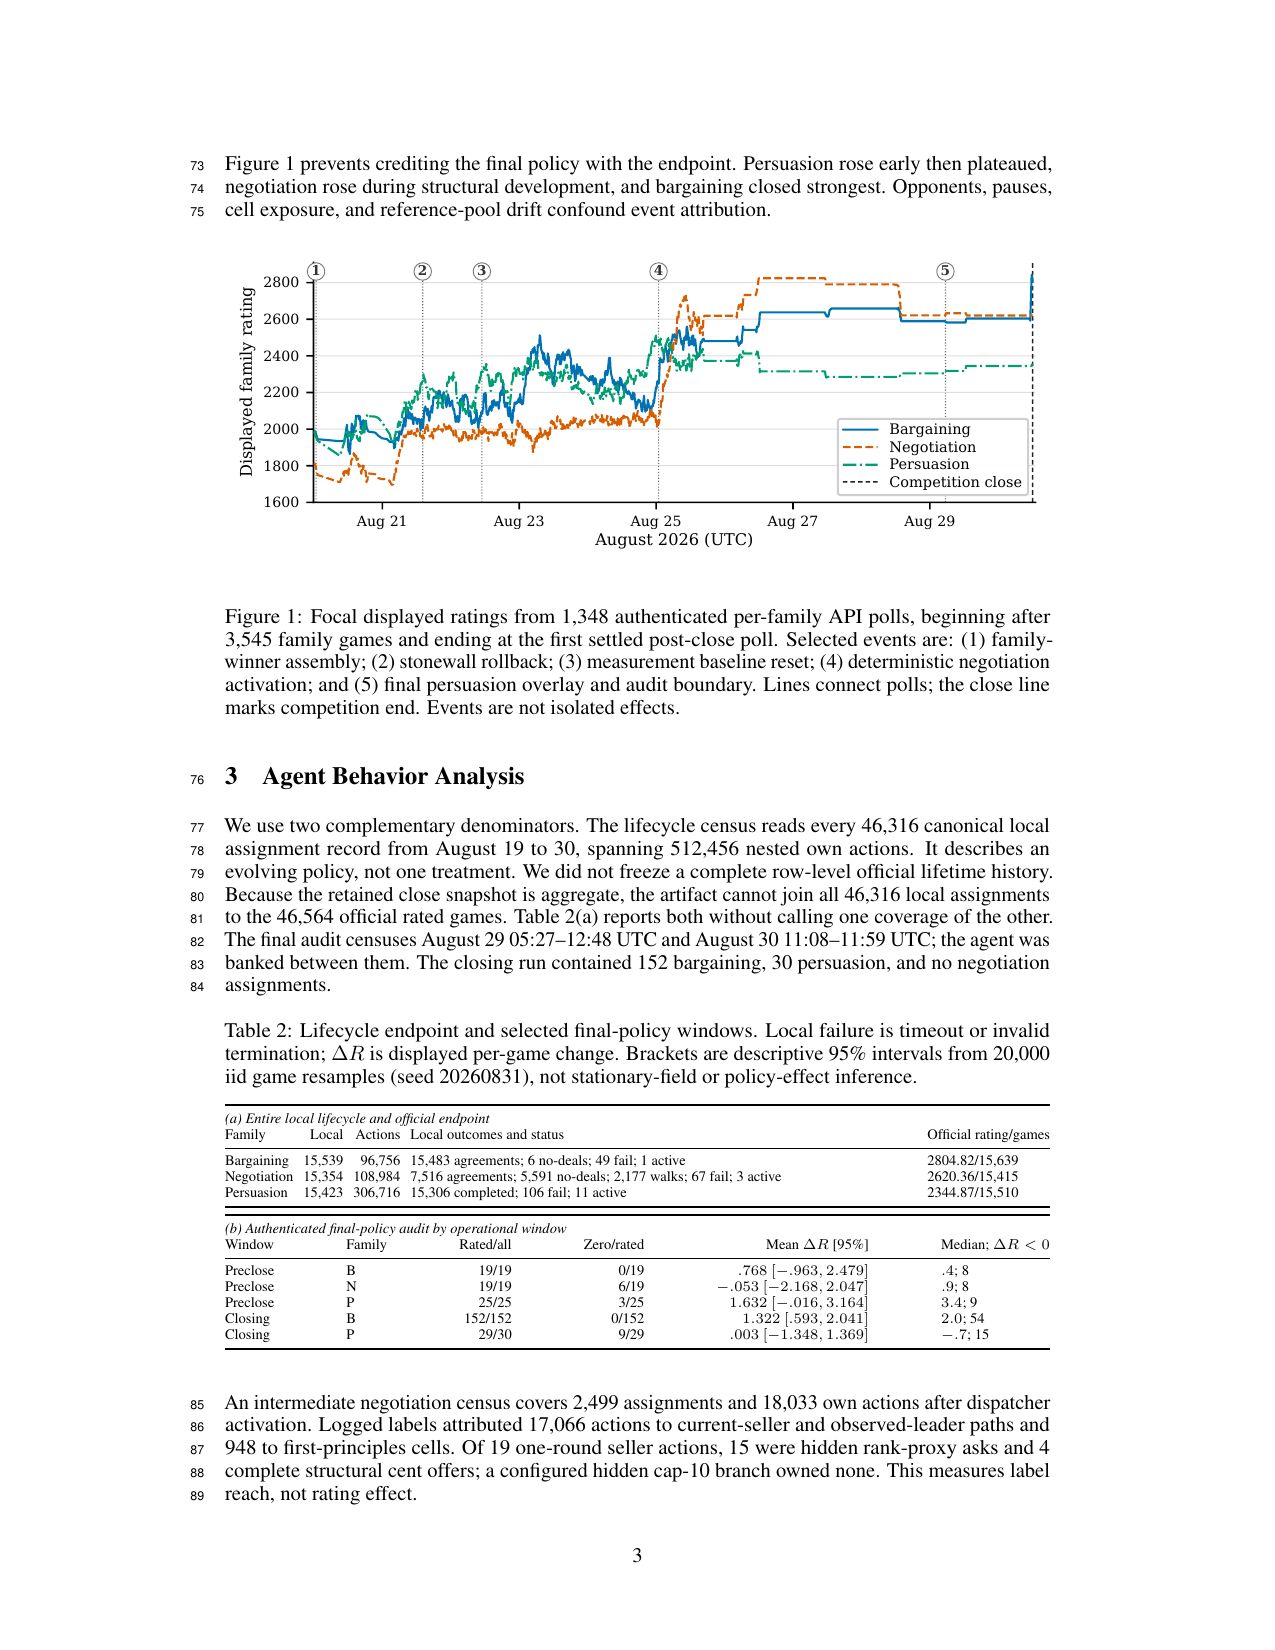 73 Figure 1 prevents crediting the final policy with the endpoint. Persuasion rose early then plateaued,
74 negotiation rose during structural development, and bargaining closed strongest. Opponents, pauses,
75 cell exposure, and reference-pool drift confound event attribution.
1 2 3 4 5
Displayed family rating
2800
2600
2400
2200
2000
1800
1600
Bargaining
Negotiation
Persuasion
Competition close
Aug 21 Aug 23 Aug 25 Aug 27 Aug 29
August 2026 (UTC)
Figure 1: Focal displayed ratings from 1,348 authenticated per-family API polls, beginning after
3,545 family games and ending at the first settled post-close poll. Selected events are: (1) family-
winner assembly; (2) stonewall rollback; (3) measurement baseline reset; (4) deterministic negotiation
activation; and (5) final persuasion overlay and audit boundary. Lines connect polls; the close line
marks competition end. Events are not isolated effects.
76 3 Agent Behavior Analysis
77 We use two complementary denominators. The lifecycle census reads every 46,316 canonical local
78 assignment record from August 19 to 30, spanning 512,456 nested own actions. It describes an
79 evolving policy, not one treatment. We did not freeze a complete row-level official lifetime history.
80 Because the retained close snapshot is aggregate, the artifact cannot join all 46,316 local assignments
81 to the 46,564 official rated games. Table 2(a) reports both without calling one coverage of the other.
82 The final audit censuses August 29 05:27–12:48 UTC and August 30 11:08–11:59 UTC; the agent was
83 banked between them. The closing run contained 152 bargaining, 30 persuasion, and no negotiation
84 assignments.
Table 2: Lifecycle endpoint and selected final-policy windows. Local failure is timeout or invalid
termination; ΔR is displayed per-game change. Brackets are descriptive 95% intervals from 20,000
iid game resamples (seed 20260831), not stationary-field or policy-effect inference.
(a) Entire local lifecycle and official endpoint
Family Local Actions Local outcomes and status Official rating/games
Bargaining 15,539 96,756 15,483 agreements; 6 no-deals; 49 fail; 1 active 2804.82/15,639
Negotiation 15,354 108,984 7,516 agreements; 5,591 no-deals; 2,177 walks; 67 fail; 3 active 2620.36/15,415
Persuasion 15,423 306,716 15,306 completed; 106 fail; 11 active 2344.87/15,510
(b) Authenticated final-policy audit by operational window
Window Family Rated/all Zero/rated Mean ΔR [95%] Median; ΔR < 0
Preclose B 19/19 0/19 .768 [−.963, 2.479] .4; 8
Preclose N 19/19 6/19 −.053 [−2.168, 2.047] .9; 8
Preclose P 25/25 3/25 1.632 [−.016, 3.164] 3.4; 9
Closing B 152/152 0/152 1.322 [.593, 2.041] 2.0; 54
Closing P 29/30 9/29 .003 [−1.348, 1.369] −.7; 15
85 An intermediate negotiation census covers 2,499 assignments and 18,033 own actions after dispatcher
86 activation. Logged labels attributed 17,066 actions to current-seller and observed-leader paths and
87 948 to first-principles cells. Of 19 one-round seller actions, 15 were hidden rank-proxy asks and 4
88 complete structural cent offers; a configured hidden cap-10 branch owned none. This measures label
89 reach, not rating effect.
3